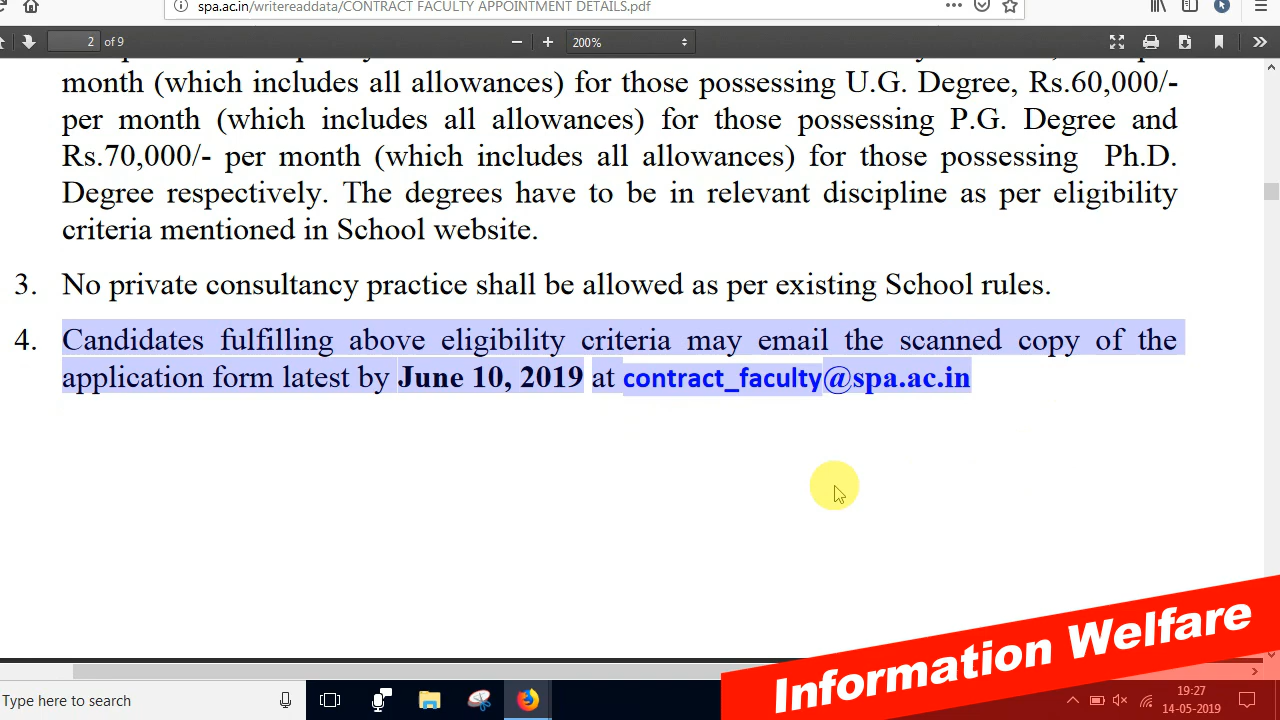 spa.ac.in/writereaddata/CONTRACT FACULTY APPOINTMENT DETAILS.pdf
2 of 9
200%
month (which includes all allowances) for those possessing U.G. Degree, Rs.60,000/-
per month (which includes all allowances) for those possessing P.G. Degree and
Rs.70,000/- per month (which includes all allowances) for those possessing Ph.D.
Degree respectively. The degrees have to be in relevant discipline as per eligibility
criteria mentioned in School website.
3. No private consultancy practice shall be allowed as per existing School rules.
4. Candidates fulfilling above eligibility criteria may email the scanned copy of the
application form latest by June 10, 2019 at contract_faculty@spa.ac.in
Information Welfare
Type here to search
19:27
14-05-2019